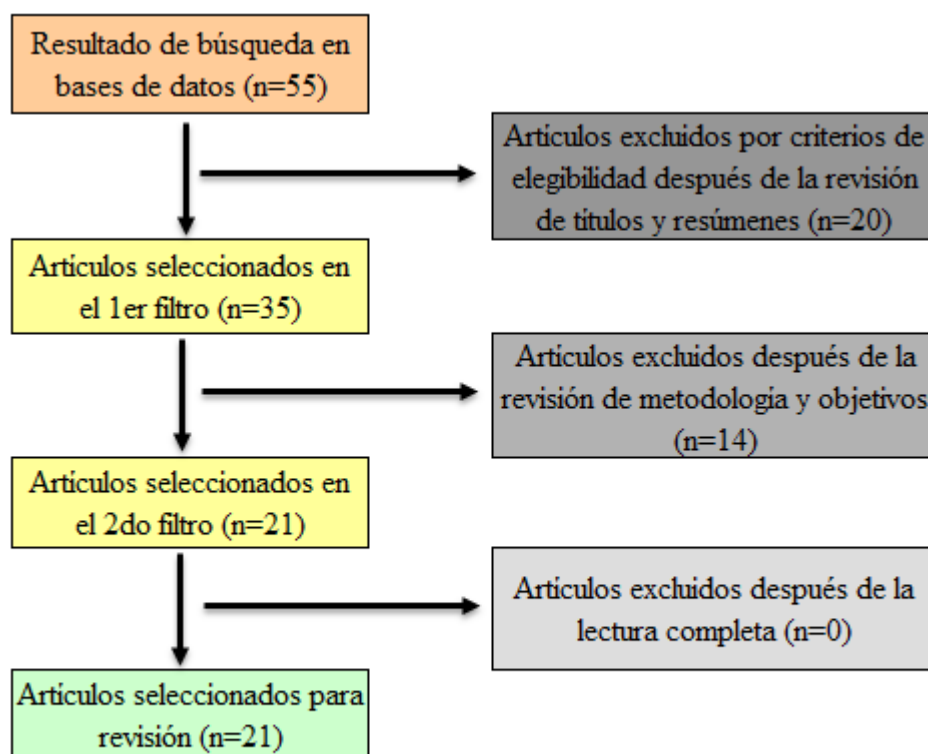 Resultado de búsqueda en
bases de datos (n=55)
Artículos excluidos por criterios de
elegibilidad después de la revisión
de títulos y resúmenes (n=20)
Artículos seleccionados en
el 1er filtro (n=35)
Artículos excluidos después de la
revisión de metodología y objetivos
(n=14)
Artículos seleccionados en
el 2do filtro (n=21)
Artículos excluidos después de la
lectura completa (n=0)
Artículos seleccionados para
revisión (n=21)